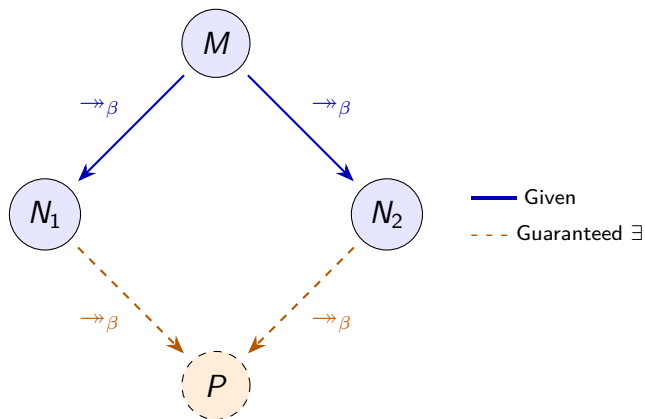 M
↠β ↠β
N1 N2
Given
Guaranteed ∃
↠β ↠β
P